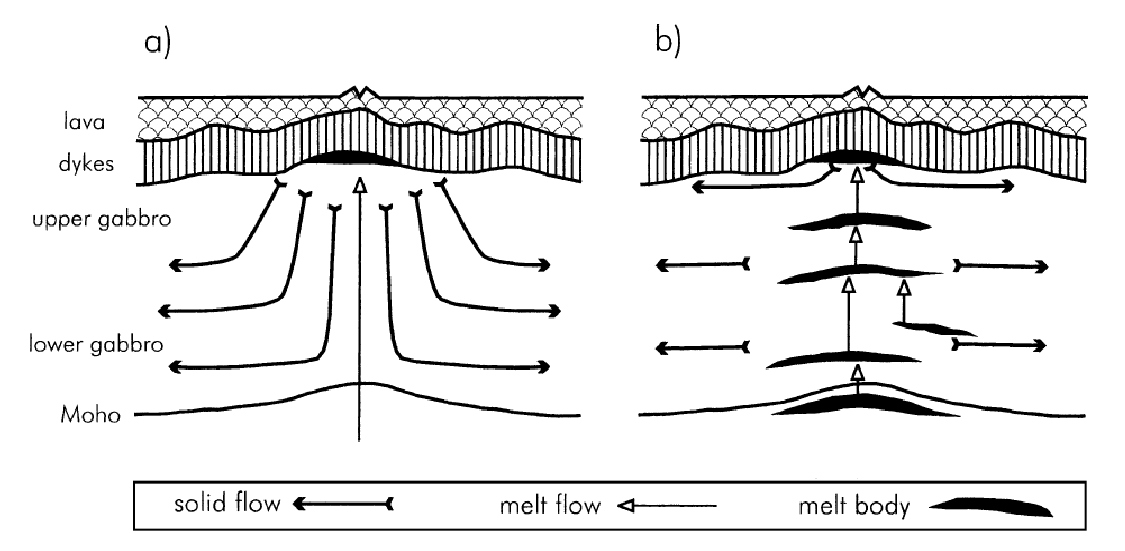 a)
b)
lava
dykes
upper gabbro
lower gabbro
Moho
solid flow
melt flow
melt body